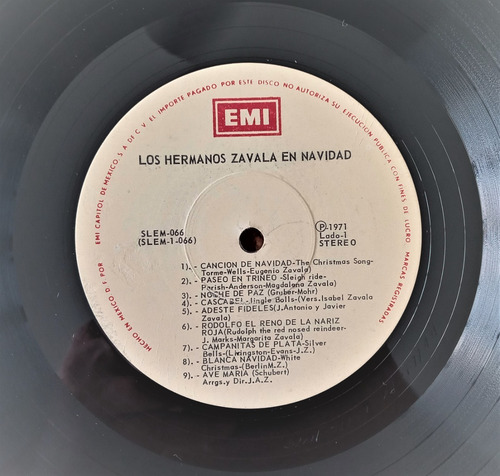 HECHO EN MEXICO POR EMI CAPITOL DE MEXICO, S A DE C V. EL IMPORTE PAGADO POR ESTE DISCO NO AUTORIZA SU EJECUCION PUBLICA CON FINES DE LUCRO. MARCAS REGISTRADAS
EMI
LOS HERMANOS ZAVALA EN NAVIDAD
SLEM-066
(SLEM-1-066)
Ⓟ-1971
Lado-1
STEREO
1).- CANCION DE NAVIDAD-The Christmas Song-
Torme-Wells-Eugenio Zavala)
2).- PASEO EN TRINEO -Sleigh ride-
Parish-Anderson-Magdalena Zavala)
3).- NOCHE DE PAZ (Gruber-Mohr)
4).- CASCABEL-Jingle Bells-(Vers.Isabel Zavala
5).- ADESTE FIDELES(J.Antonio y Javier
Zavala)
6).- RODOLFO EL RENO DE LA NARIZ
ROJA(Rudolph the red nosed reindeer-
J. Marks-Margarita Zavala)
7).- CAMPANITAS DE PLATA-Silver
Bells-(Livingston-Evans-J.Z.)
8).- BLANCA NAVIDAD-White
Christmas-(BerlinM.Z.)
9).- AVE MARIA (Schubert)
Arrgs.y Dir.J.A.Z.